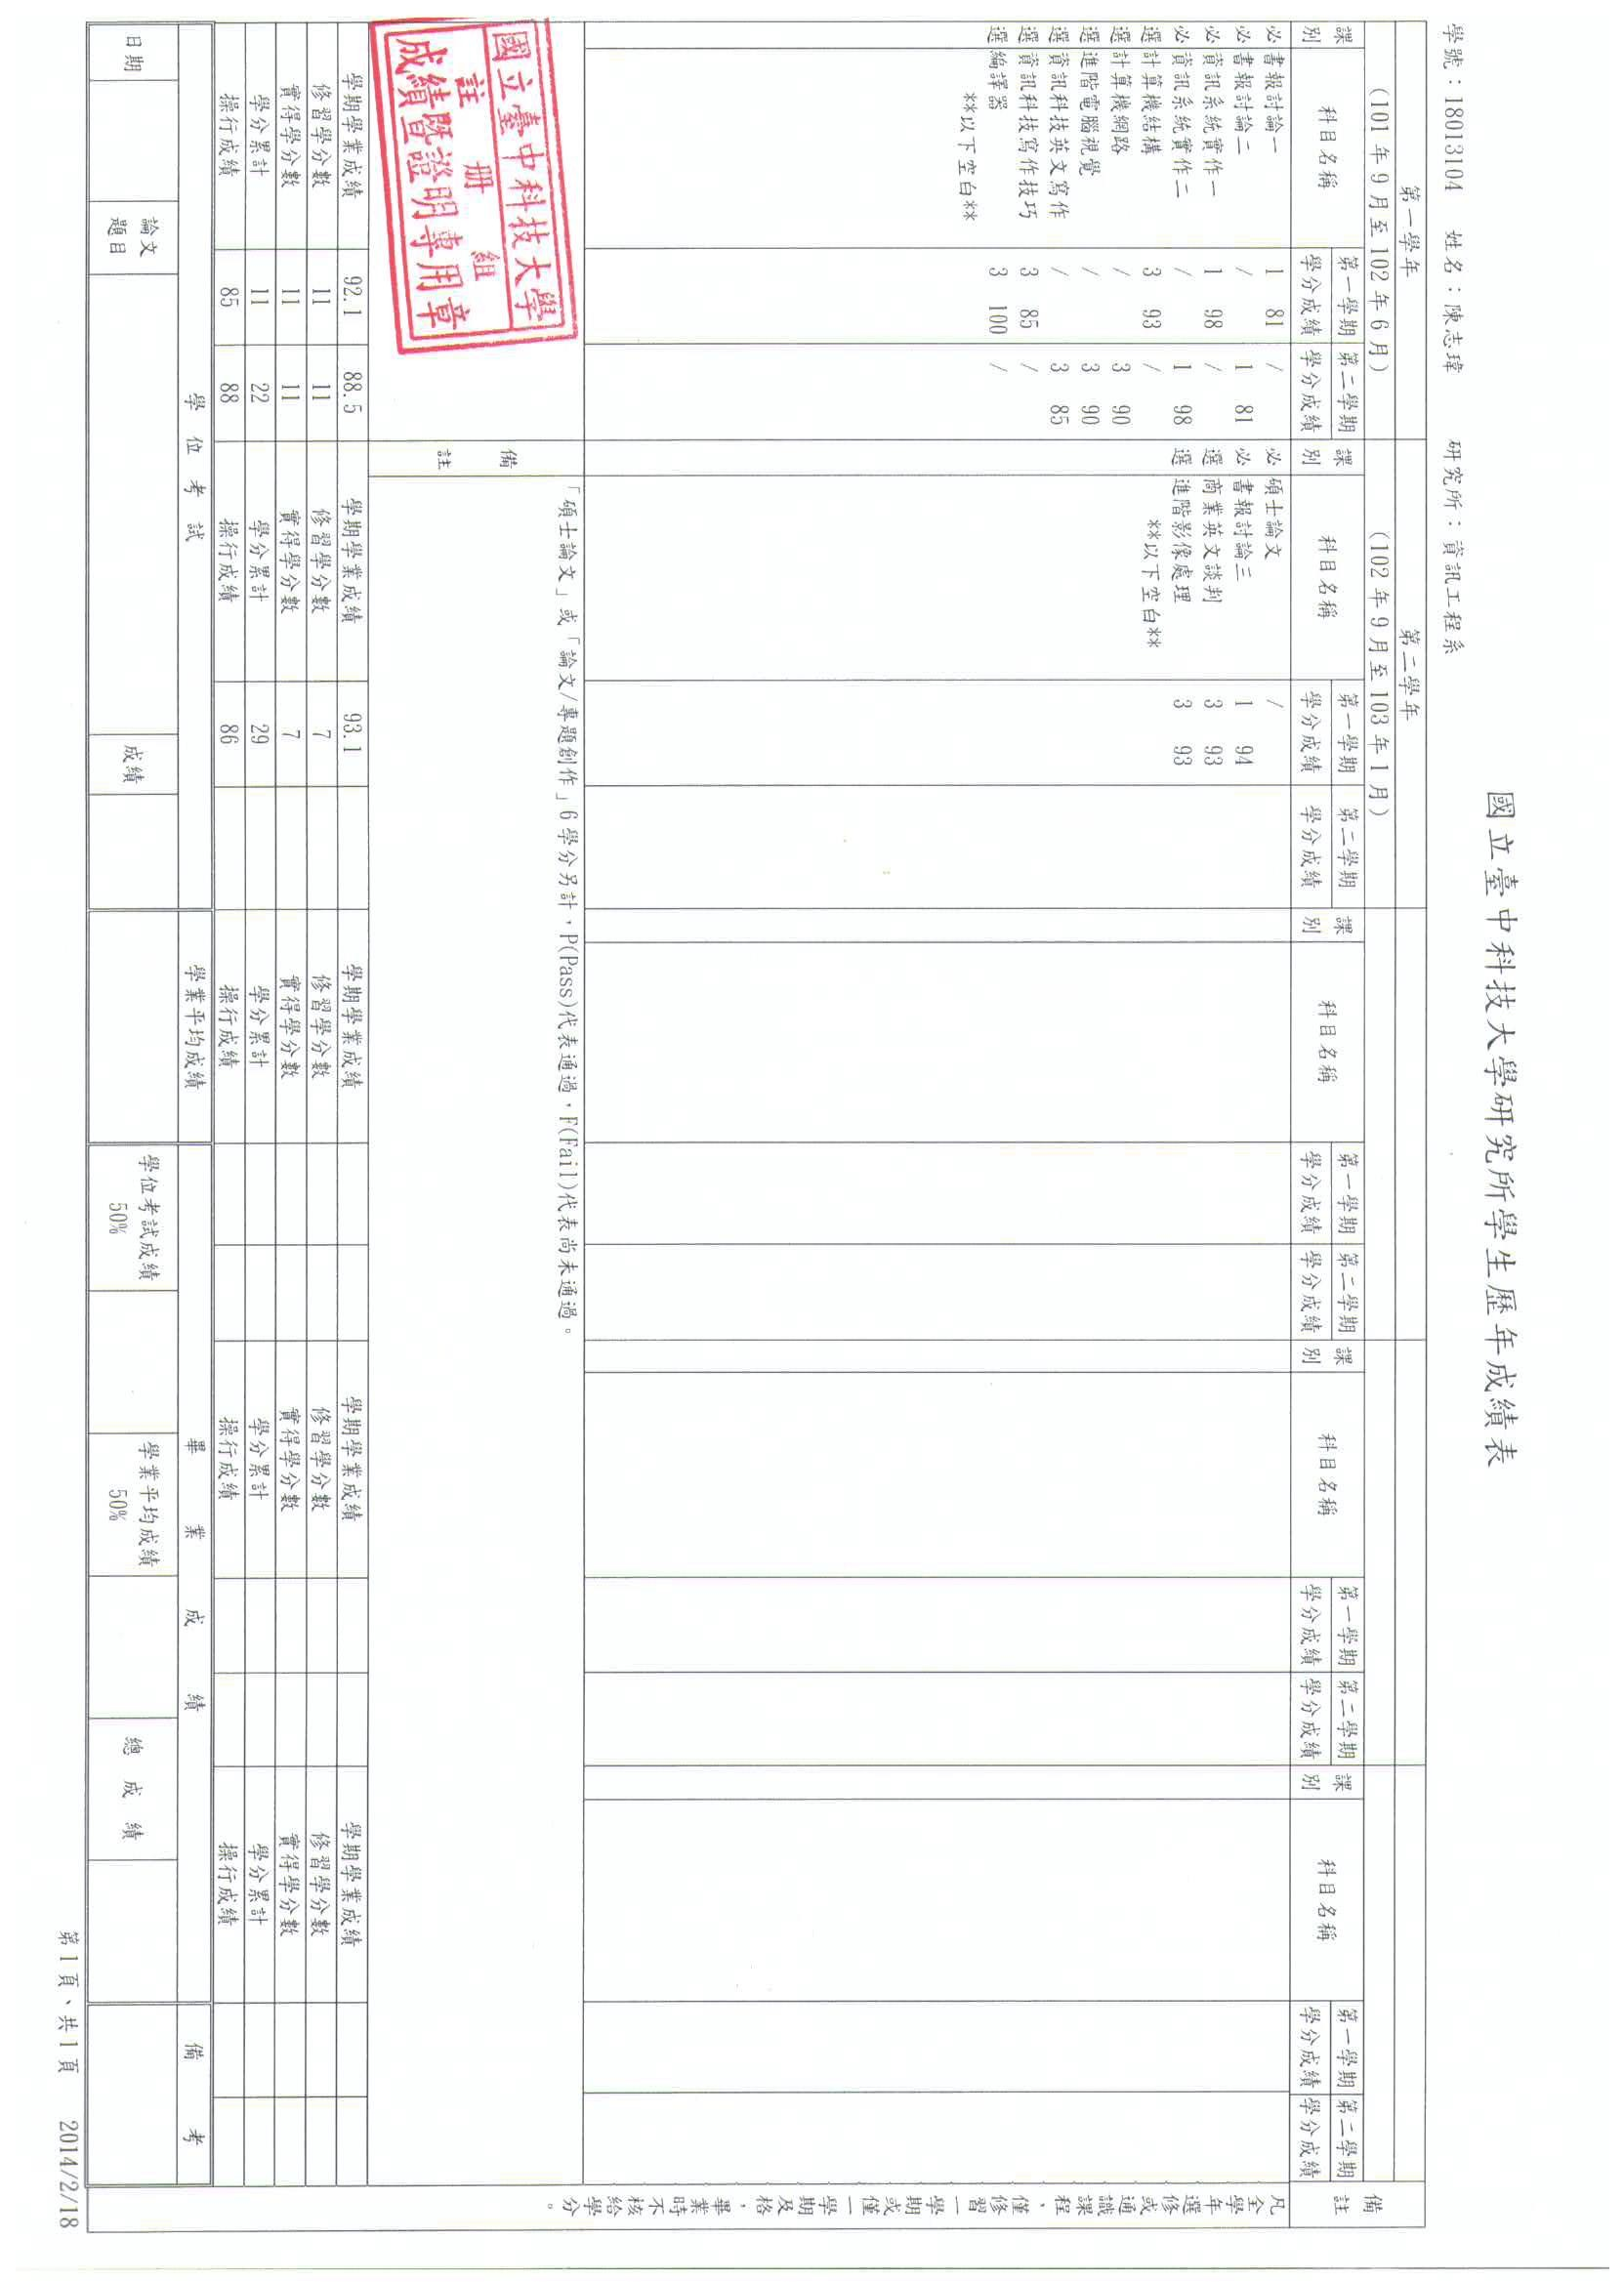 國立臺中科技大學研究所學生歷年成績表
學號：18013104 姓名：陳志瑋 研究所：資訊工程系
第一學年
(101 年 9 月至 102 年 6 月)
課別 科目名稱 第一學期 學分成績 第二學期 學分成績
必 書報討論一 1 81 /
必 書報討論二 / 1 81
必 資訊系統實作一 1 98 /
必 資訊系統實作二 / 1 98
選 計算機結構 3 93 /
選 計算機網路 / 3 90
選 進階電腦視覺 / 3 90
選 資訊科技英文寫作 / 3 85
選 資訊科技寫作技巧 3 85 /
選 編譯器 3 100 /
**以下空白**
第二學年
(102 年 9 月至 103 年 1 月)
課別 科目名稱 第一學期 學分成績 第二學期 學分成績
必 碩士論文 /
必 書報討論三 1 94
選 商業英文談判 3 93
選 進階影像處理 3 93
**以下空白**
課別 科目名稱 第一學期 學分成績 第二學期 學分成績
課別 科目名稱 第一學期 學分成績 第二學期 學分成績
課別 科目名稱 第一學期 學分成績 第二學期 學分成績
備註
凡全學年選修或通識課程，僅修習一學期或僅一學期及格，畢業時不核給學分。
備註
「碩士論文」或「論文/專題創作」6 學分另計，P(Pass)代表通過，F(Fail)代表尚未通過。
國立臺中科技大學
註冊組
成績暨證明專用章
學期學業成績 92.1 88.5 學期學業成績 93.1 學期學業成績 學期學業成績 學期學業成績
修習學分數 11 11 修習學分數 7 修習學分數 修習學分數 修習學分數
實得學分數 11 11 實得學分數 7 實得學分數 實得學分數 實得學分數
學分累計 11 22 學分累計 29 學分累計 學分累計 學分累計
操行成績 85 88 操行成績 86 操行成績 操行成績 操行成績
學位考試 學業平均成績 畢業成績 備考
日期 論文題目 成績 學位考試成績 50% 學業平均成績 50% 總成績
第 1 頁、共 1 頁 2014/2/18